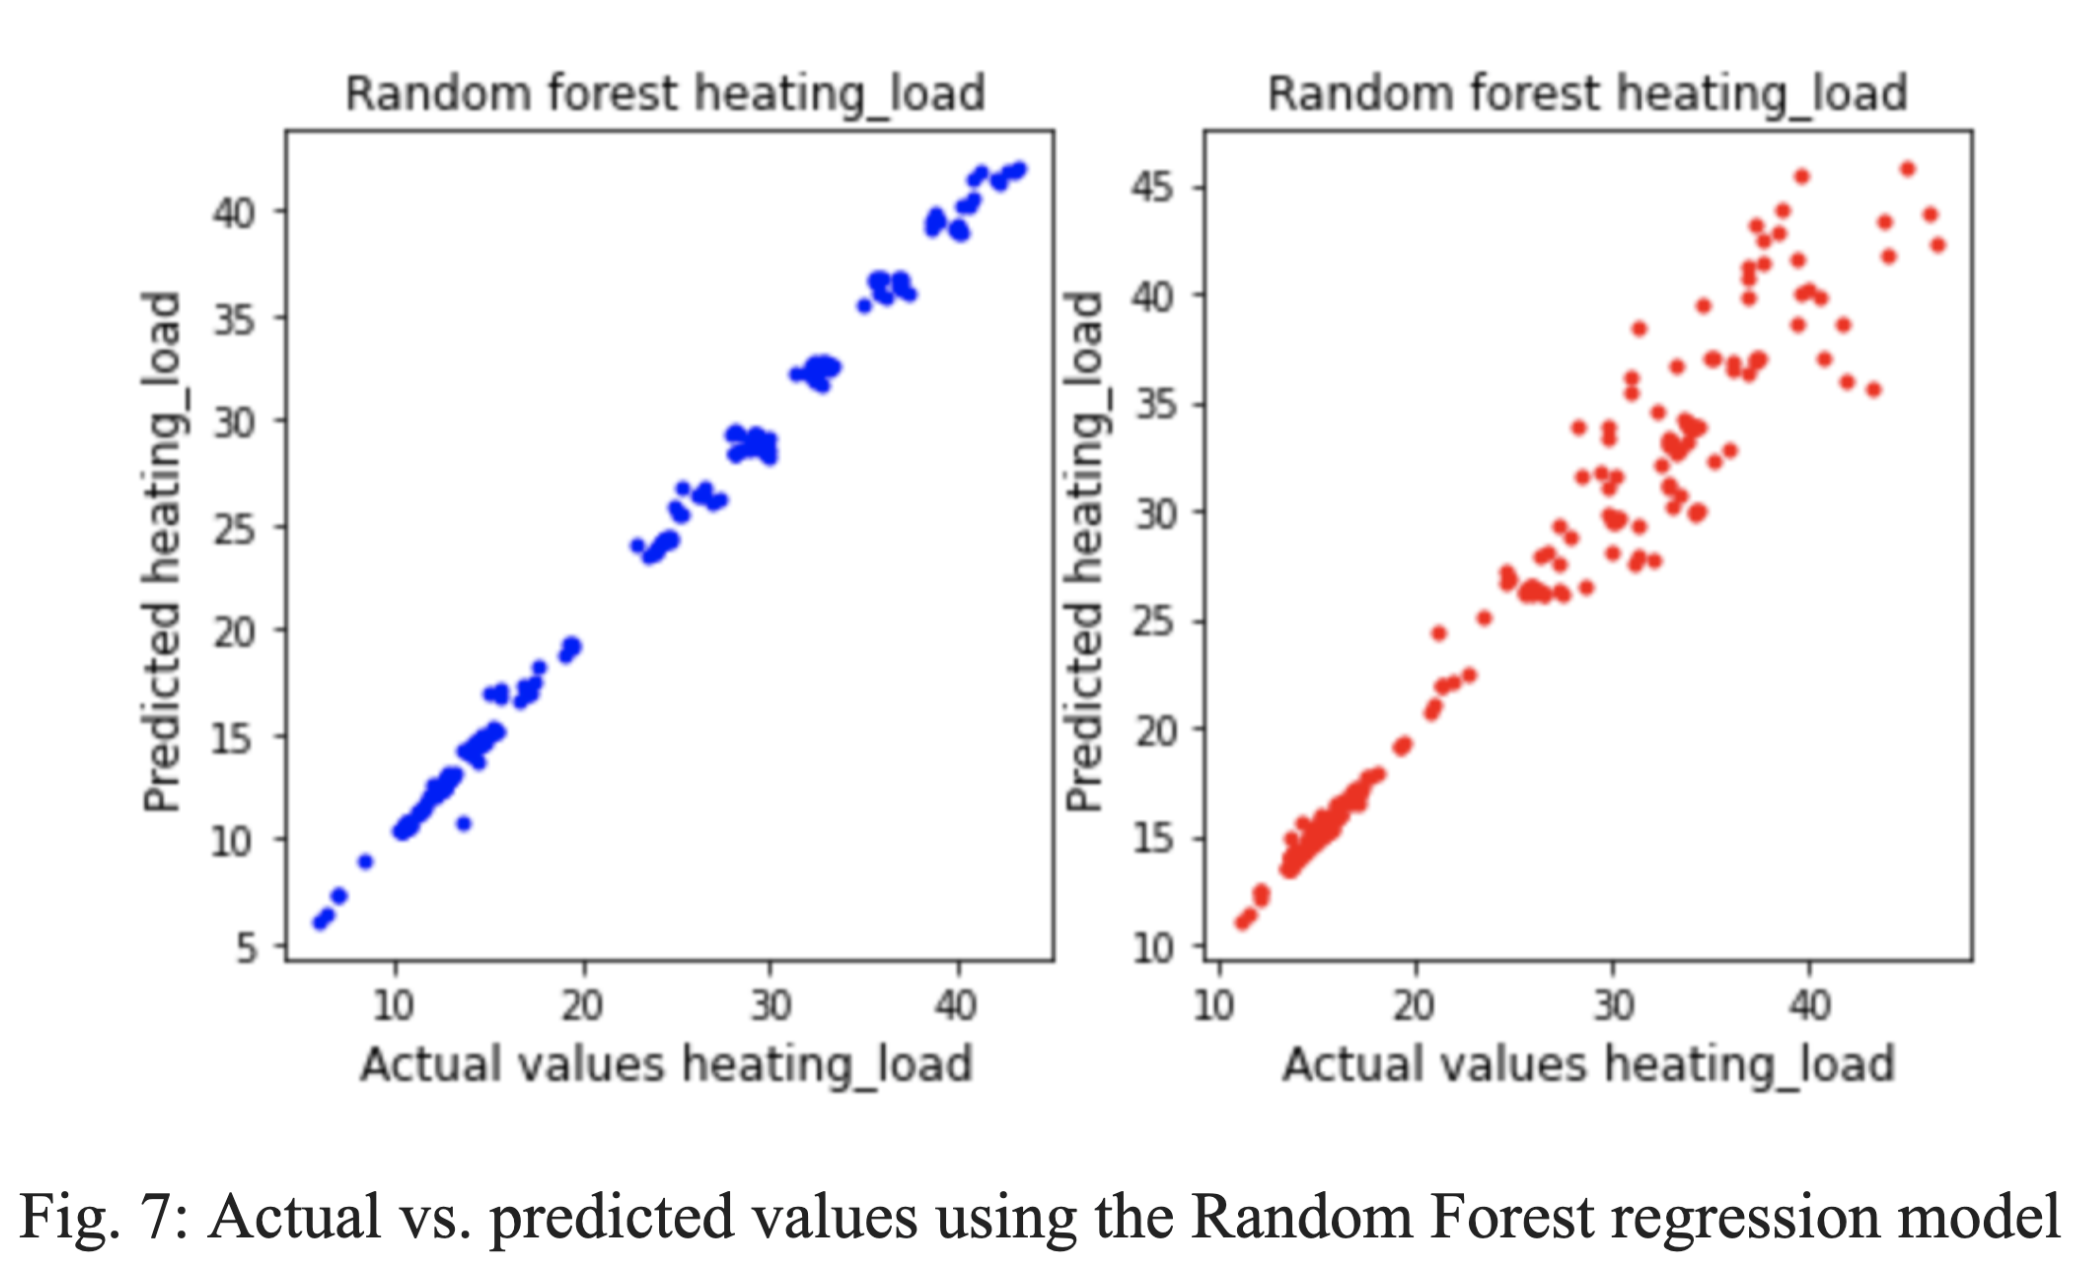 Random forest heating_load
Predicted heating_load
40
35
30
25
20
15
10
5
10 20 30 40
Actual values heating_load
Random forest heating_load
Predicted heating_load
45
40
35
30
25
20
15
10
10 20 30 40
Actual values heating_load
Fig. 7: Actual vs. predicted values using the Random Forest regression model